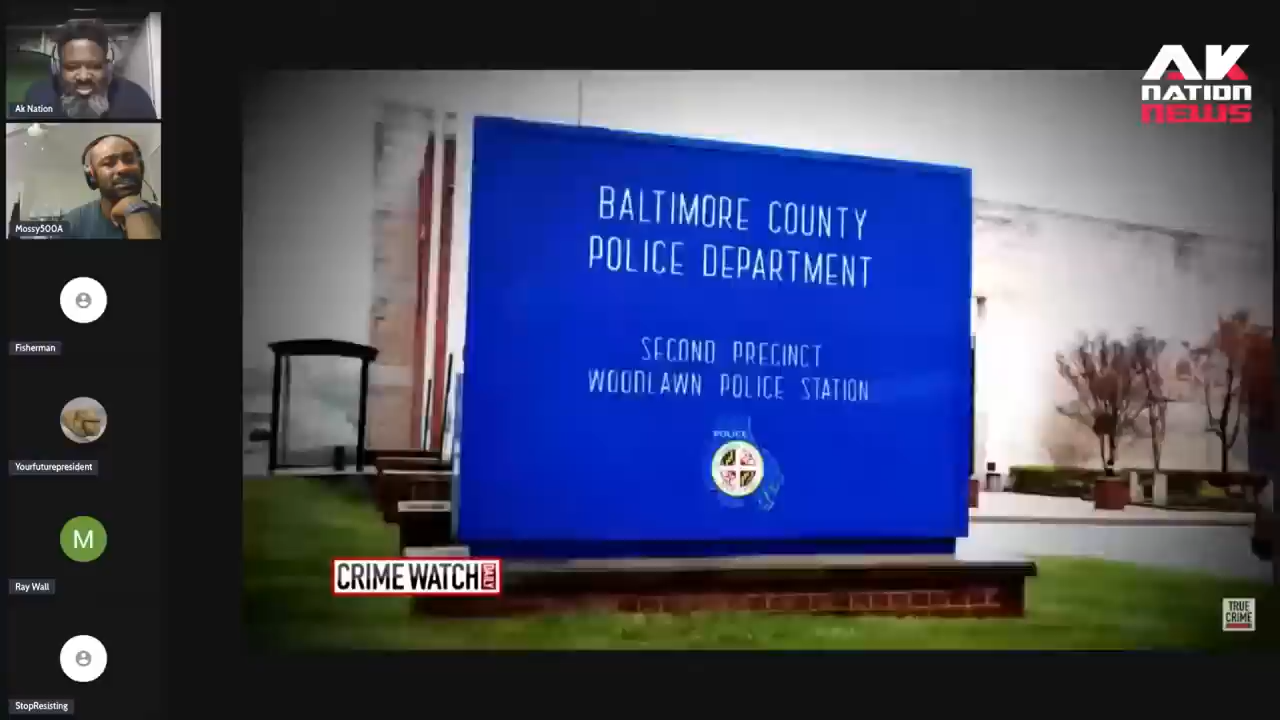 Ak Nation
Mossy500A
Fisherman
Yourfuturepresident
M
Ray Wall
StopResisting
AK
NATION
NEWS
BALTIMORE COUNTY
POLICE DEPARTMENT
SECOND PRECINCT
WOODLAWN POLICE STATION
POLICE
CRIME WATCH DAILY
TRUE
CRIME